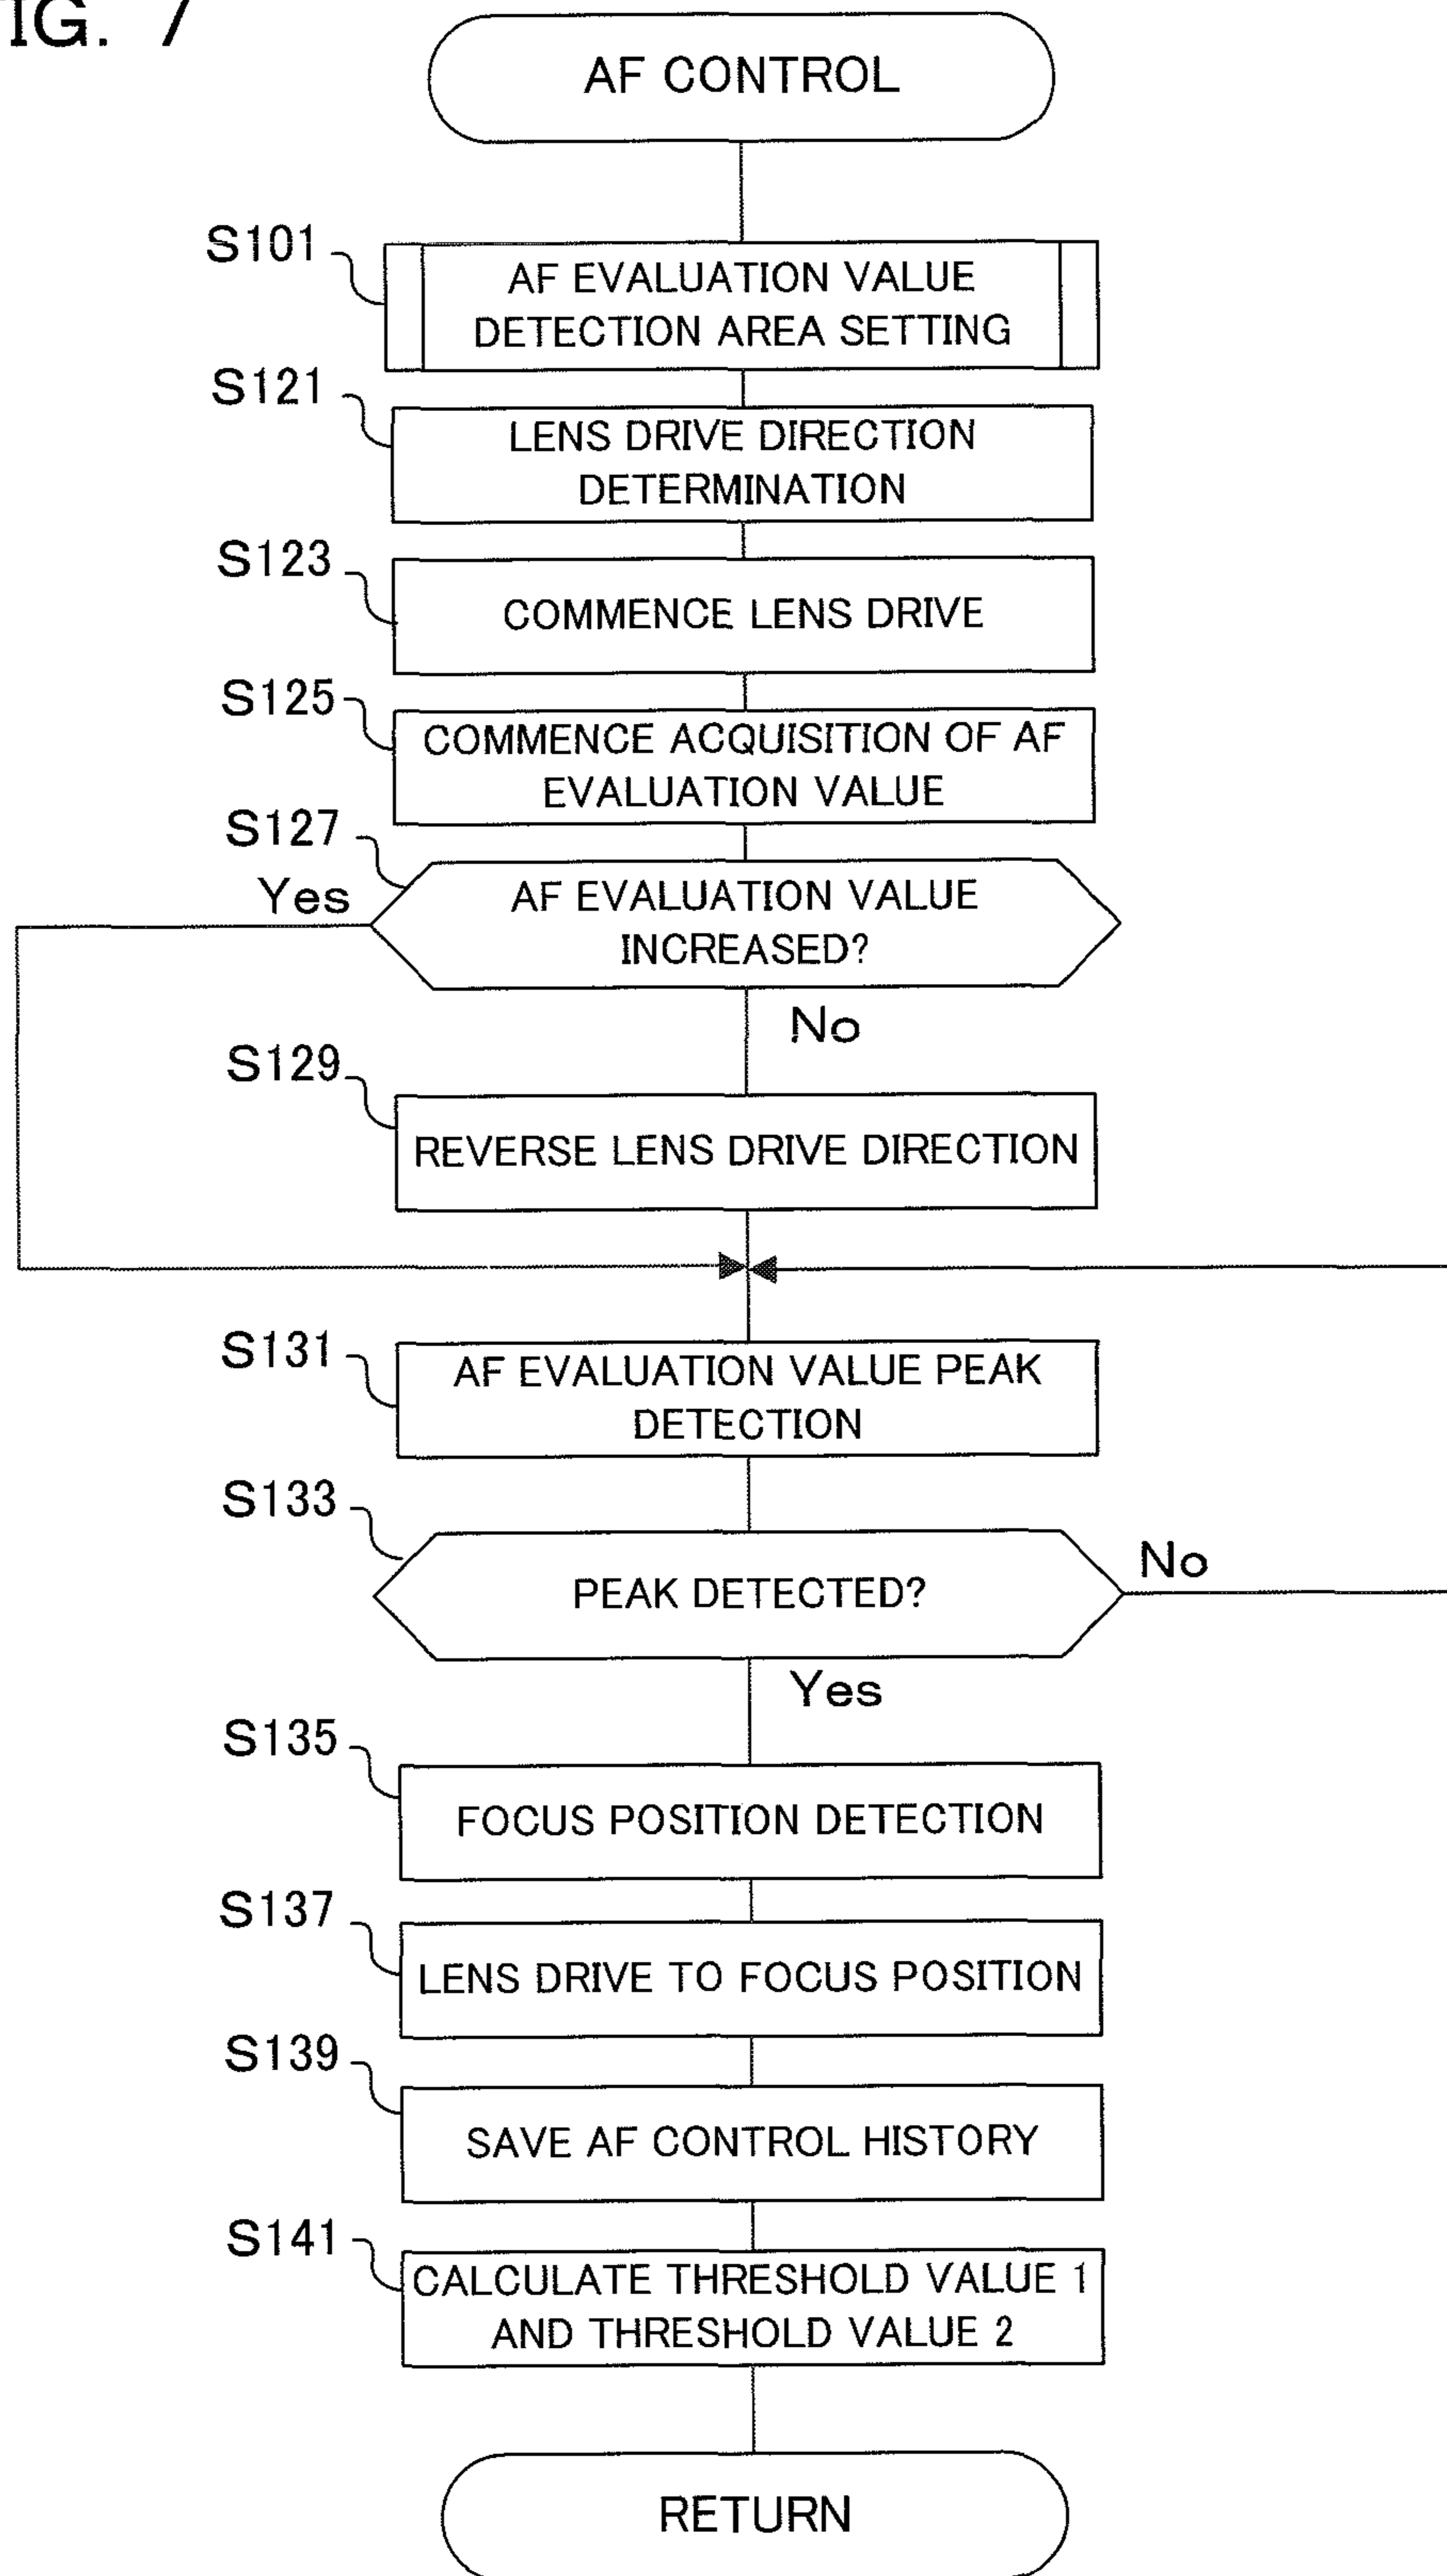 FIG. 7
AF CONTROL
S101
AF EVALUATION VALUE
DETECTION AREA SETTING
S121
LENS DRIVE DIRECTION
DETERMINATION
S123
COMMENCE LENS DRIVE
S125
COMMENCE ACQUISITION OF AF
EVALUATION VALUE
S127
Yes
AF EVALUATION VALUE
INCREASED?
No
S129
REVERSE LENS DRIVE DIRECTION
S131
AF EVALUATION VALUE PEAK
DETECTION
S133
PEAK DETECTED?
No
Yes
S135
FOCUS POSITION DETECTION
S137
LENS DRIVE TO FOCUS POSITION
S139
SAVE AF CONTROL HISTORY
S141
CALCULATE THRESHOLD VALUE 1
AND THRESHOLD VALUE 2
RETURN